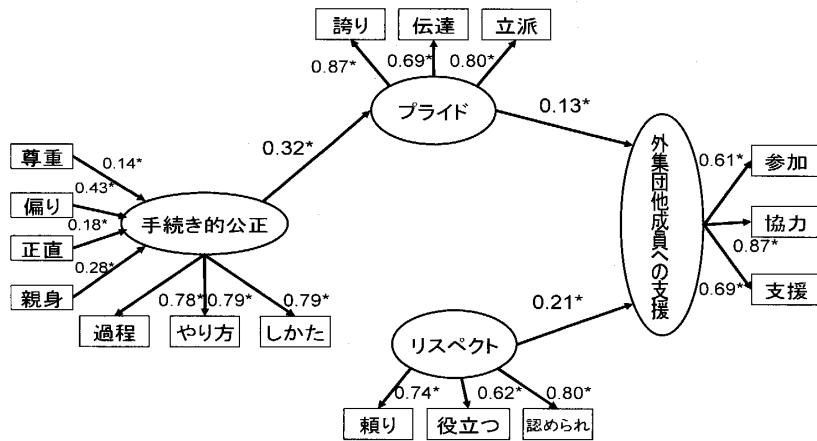 誇り
伝達
立派
0.87*
0.69*
0.80*
プライド
0.13*
0.32*
尊重
0.14*
偏り
0.43*
正直
0.18*
親身
0.28*
手続き的公正
0.78*
0.79*
0.79*
過程
やり方
しかた
外集団他成員への支援
0.61*
参加
協力
0.87*
0.69*
支援
0.21*
リスペクト
0.74*
0.62*
0.80*
頼り
役立つ
認められ